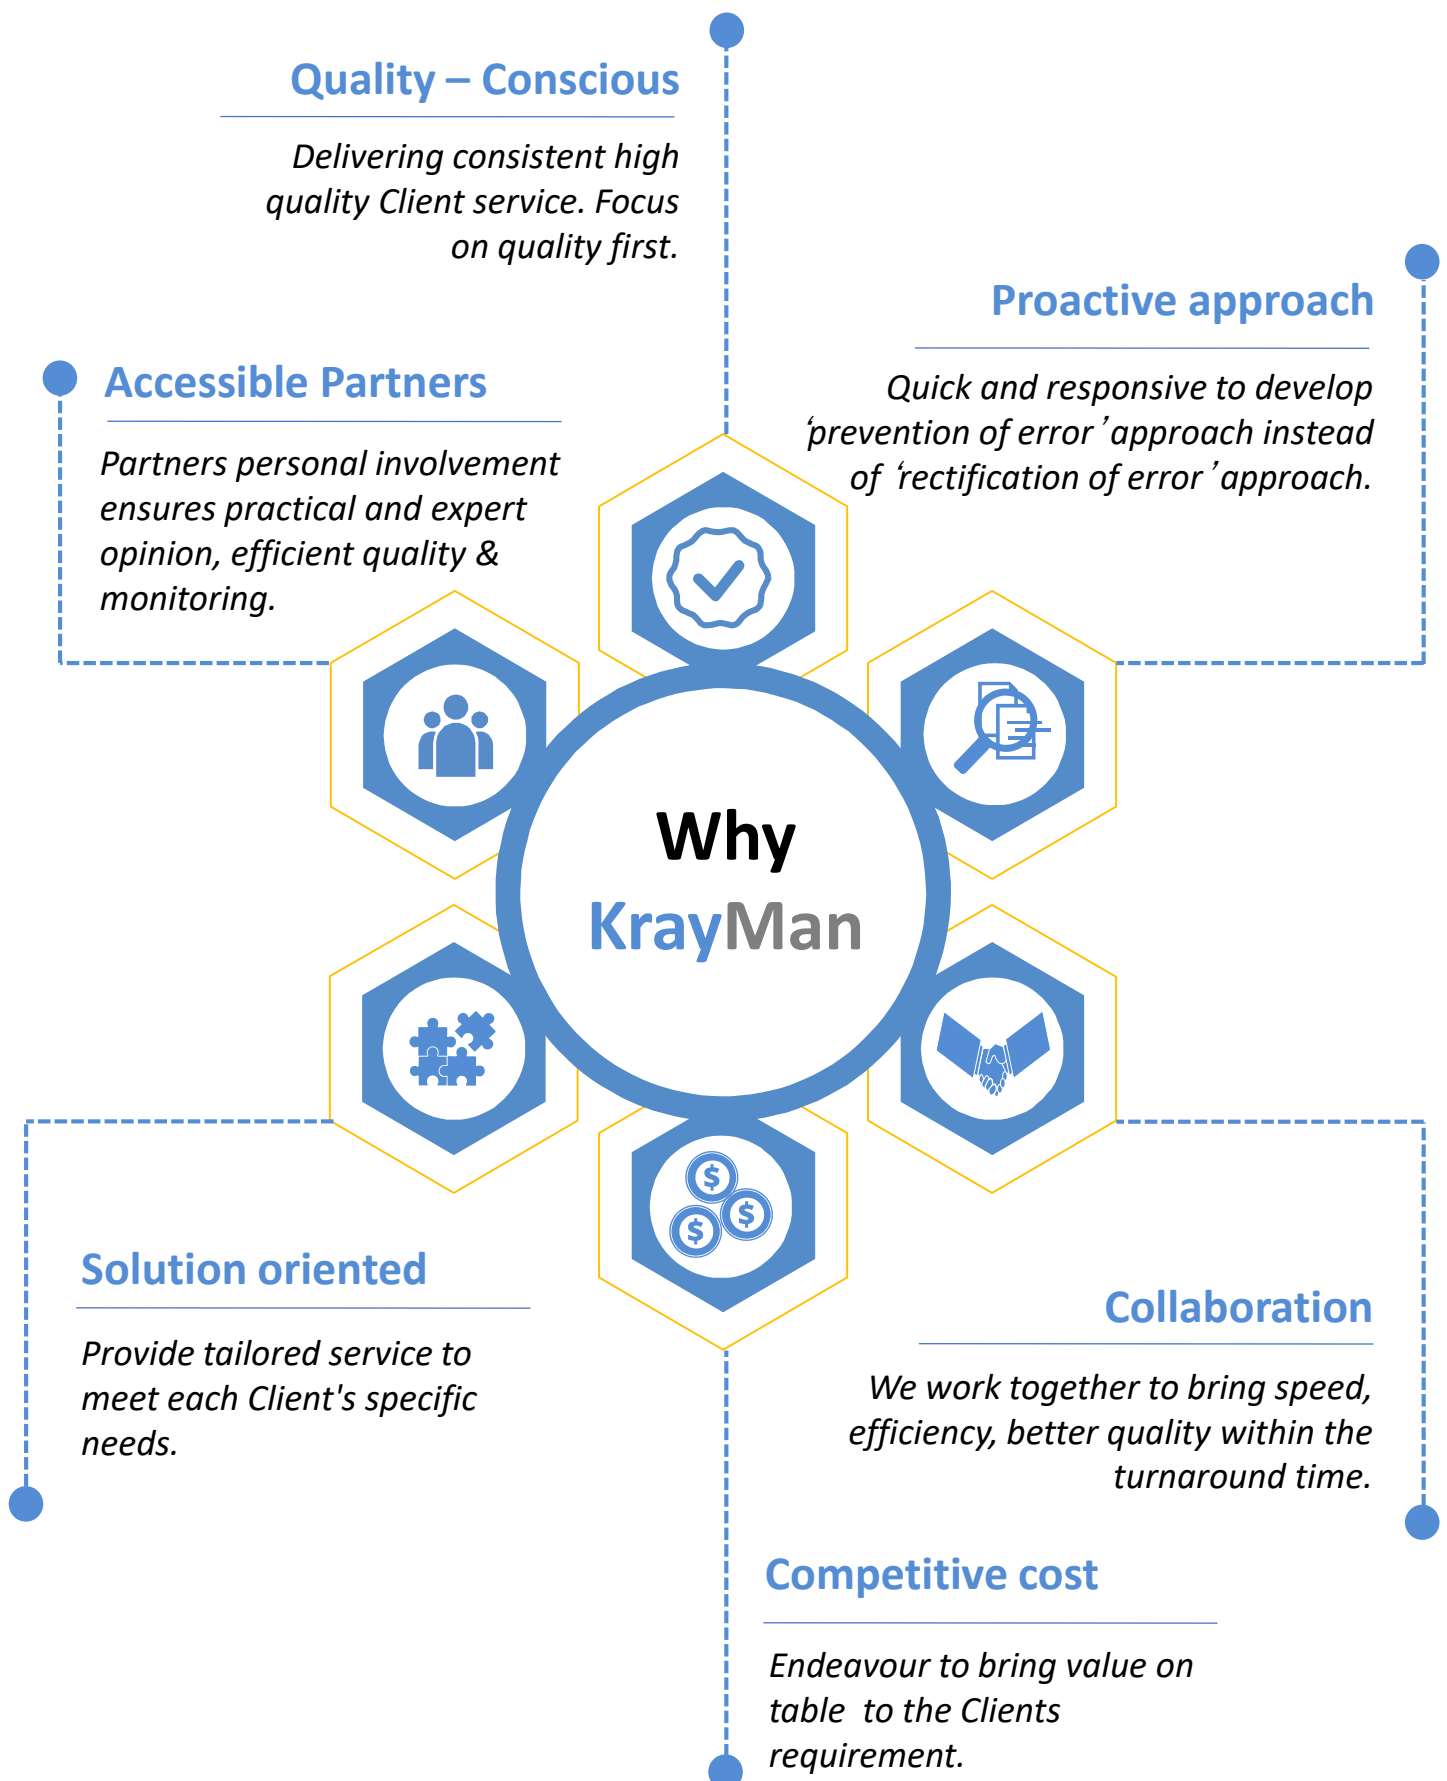 Quality – Conscious
Delivering consistent high
quality Client service. Focus
on quality first.
Proactive approach
Quick and responsive to develop
‘prevention of error’ approach instead
of ‘rectification of error’ approach.
Accessible Partners
Partners personal involvement
ensures practical and expert
opinion, efficient quality &
monitoring.
Why
KrayMan
$
$
$
Solution oriented
Provide tailored service to
meet each Client's specific
needs.
Collaboration
We work together to bring speed,
efficiency, better quality within the
turnaround time.
Competitive cost
Endeavour to bring value on
table  to the Clients
requirement.